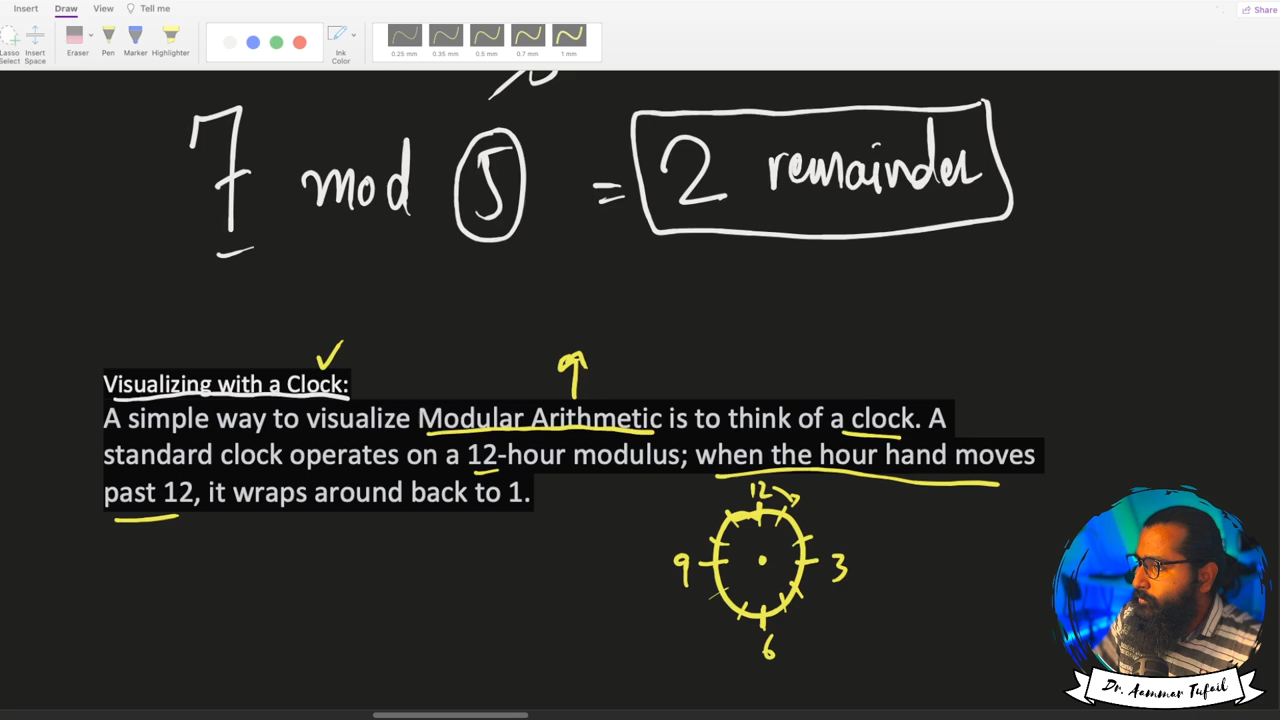 Insert Draw View Tell me
Share
Lasso Select
Insert Space
Eraser
Pen
Marker
Highlighter
Ink Color
0.25 mm
0.35 mm
0.5 mm
0.7 mm
1 mm
7 mod 5 = 2 remainder
Visualizing with a Clock:
A simple way to visualize Modular Arithmetic is to think of a clock. A
standard clock operates on a 12-hour modulus; when the hour hand moves
past 12, it wraps around back to 1.
12
9
3
6
Dr. Aammar Tufail